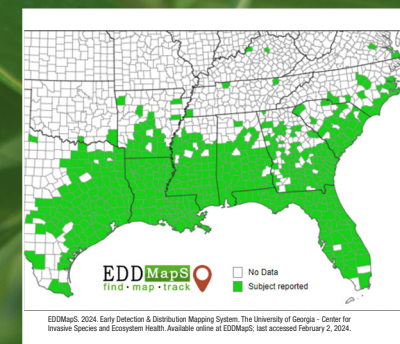 EDDMapS
find • map • track
No Data
Subject reported
EDDMapS. 2024. Early Detection & Distribution Mapping System. The University of Georgia - Center for
Invasive Species and Ecosystem Health. Available online at EDDMapS; last accessed February 2, 2024.